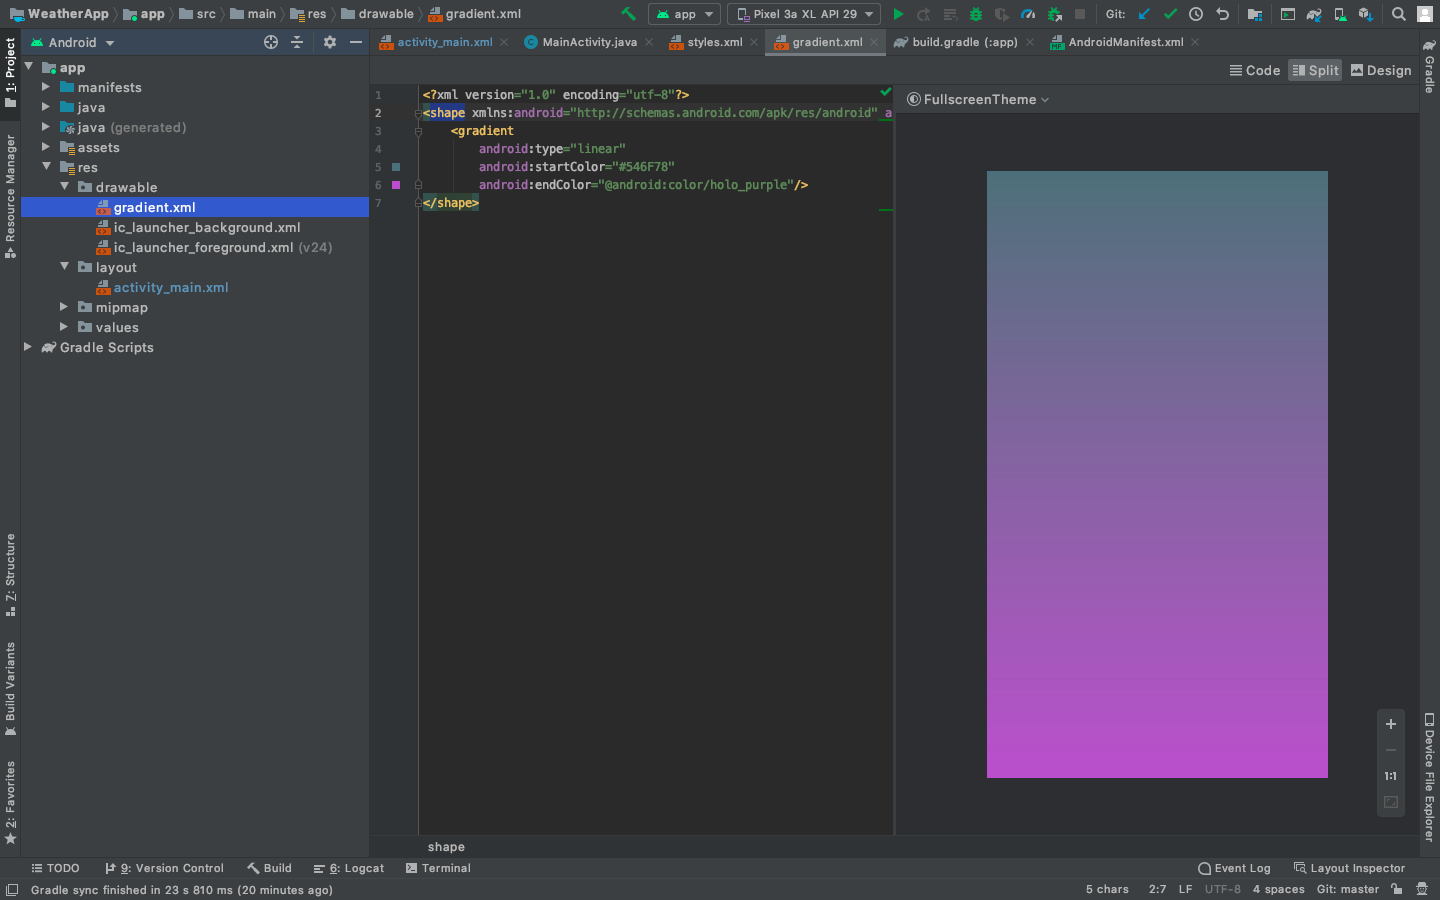 WeatherApp app src main res drawable gradient.xml app Pixel 3a XL API 29 Git:
1: Project
Resource Manager
Z: Structure
Build Variants
2: Favorites
Android
app
manifests
java
java (generated)
assets
res
drawable
gradient.xml
ic_launcher_background.xml
ic_launcher_foreground.xml (v24)
layout
activity_main.xml
mipmap
values
Gradle Scripts
activity_main.xml MainActivity.java styles.xml gradient.xml build.gradle (:app) AndroidManifest.xml
Code Split Design
1 <?xml version="1.0" encoding="utf-8"?>
2 <shape xmlns:android="http://schemas.android.com/apk/res/android" a
3 <gradient
4 android:type="linear"
5 android:startColor="#546F78"
6 android:endColor="@android:color/holo_purple"/>
7 </shape>
FullscreenTheme
1:1
Gradle
Device File Explorer
shape
TODO 9: Version Control Build 6: Logcat Terminal Event Log Layout Inspector
Gradle sync finished in 23 s 810 ms (20 minutes ago) 5 chars 2:7 LF UTF-8 4 spaces Git: master